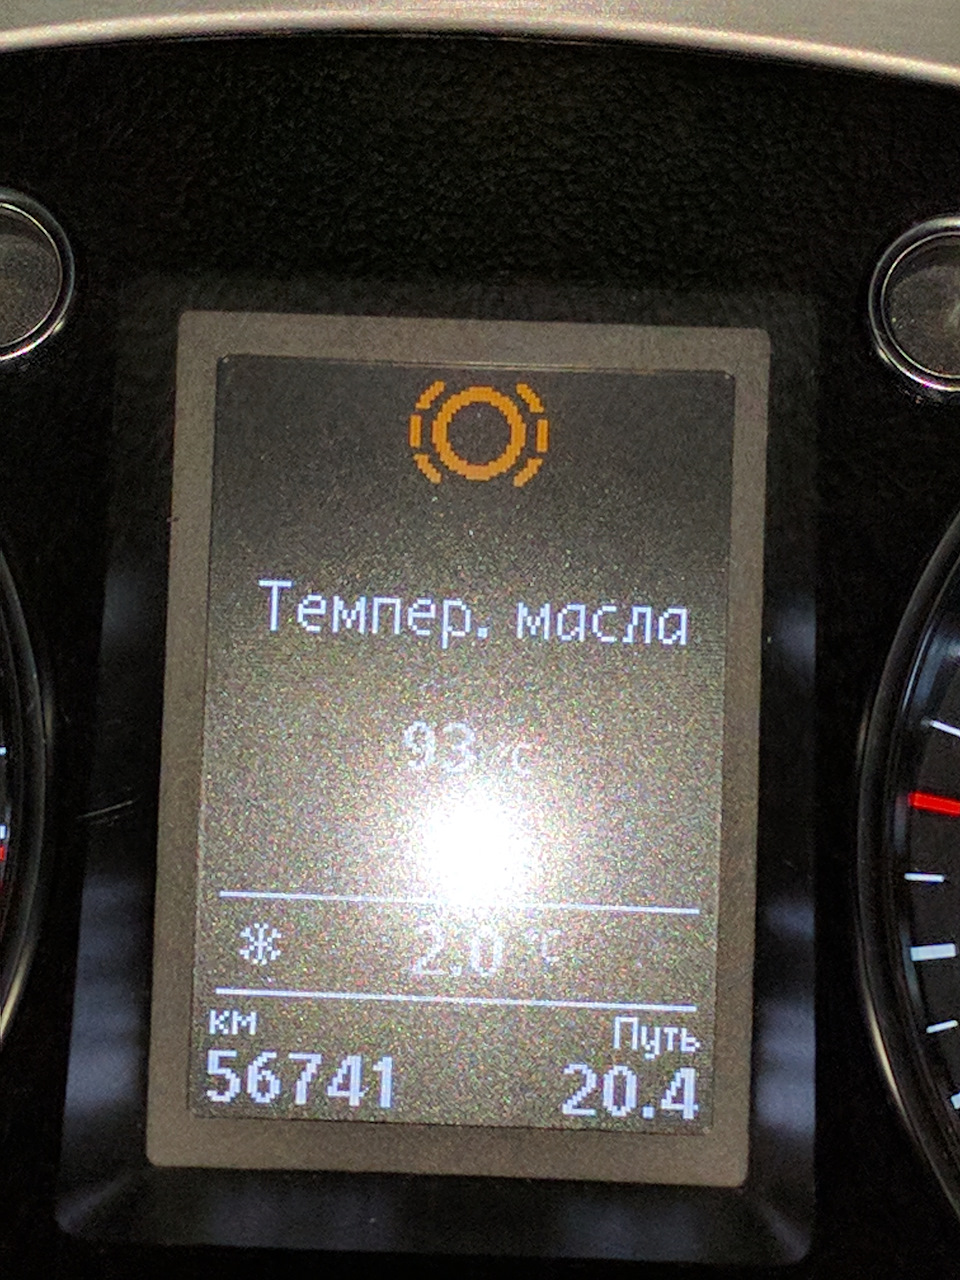 Темпер. масла
93 °C
2.0 °C
км Путь
56741 20.4